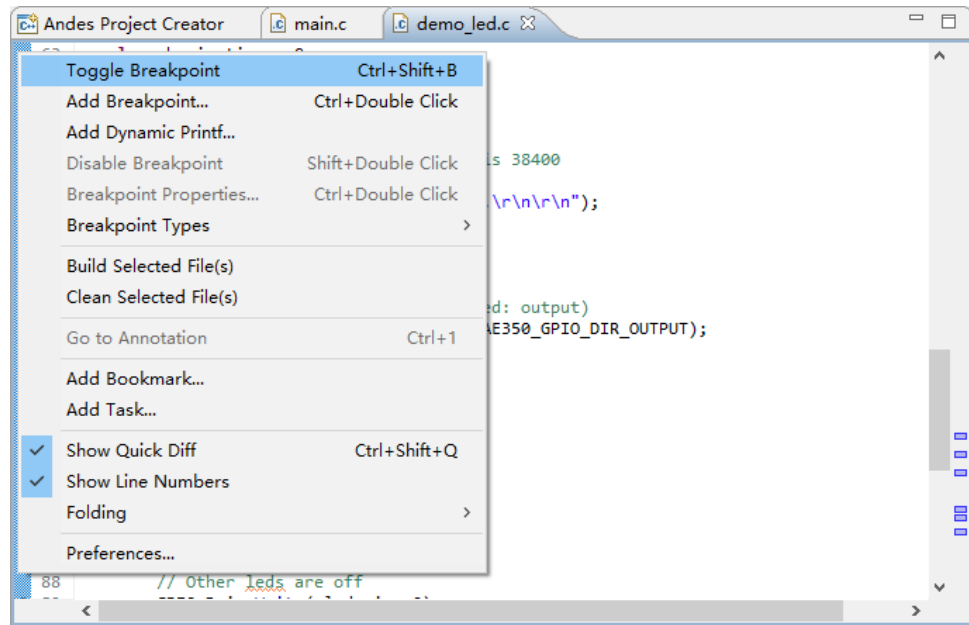 Andes Project Creator main.c demo_led.c
Toggle Breakpoint Ctrl+Shift+B
Add Breakpoint... Ctrl+Double Click
Add Dynamic Printf...
Disable Breakpoint Shift+Double Click is 38400
Breakpoint Properties... Ctrl+Double Click \r\n\r\n");
Breakpoint Types
Build Selected File(s)
Clean Selected File(s)
ed: output)
Go to Annotation Ctrl+1 AE350_GPIO_DIR_OUTPUT);
Add Bookmark...
Add Task...
Show Quick Diff Ctrl+Shift+Q
Show Line Numbers
Folding
Preferences...
88 // Other leds are off